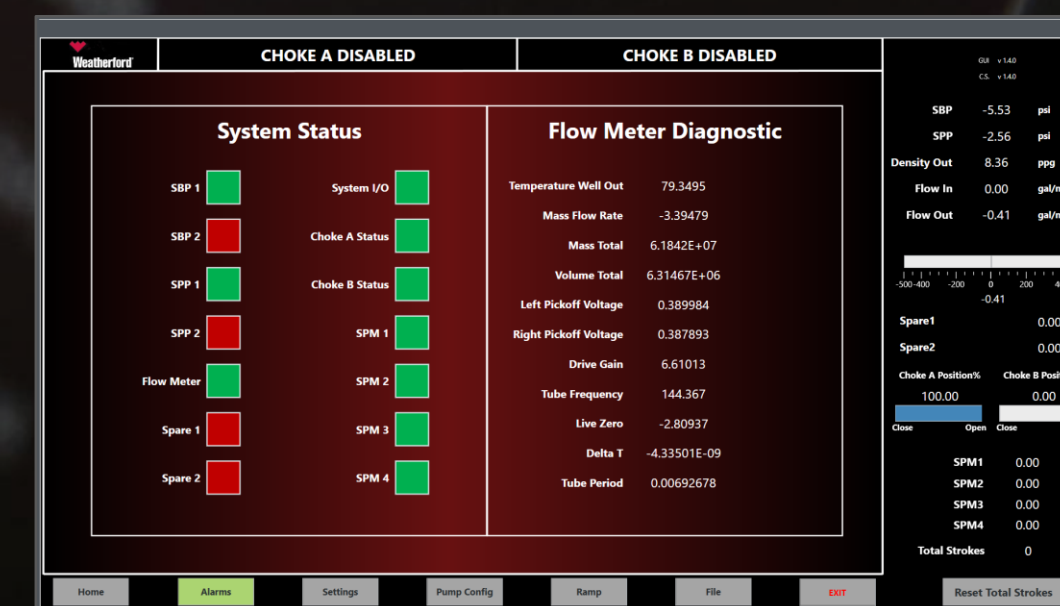 Weatherford
CHOKE A DISABLED
CHOKE B DISABLED
System Status
SBP 1
System I/O
SBP 2
Choke A Status
SPP 1
Choke B Status
SPP 2
SPM 1
Flow Meter
SPM 2
Spare 1
SPM 3
Spare 2
SPM 4
Flow Meter Diagnostic
Temperature Well Out 79.3495
Mass Flow Rate -3.39479
Mass Total 6.1842E+07
Volume Total 6.31467E+06
Left Pickoff Voltage 0.389984
Right Pickoff Voltage 0.387893
Drive Gain 6.61013
Tube Frequency 144.367
Live Zero -2.80937
Delta T -4.33501E-09
Tube Period 0.00692678
GUI v 1.4.0
C.S. v 1.4.0
SBP -5.53 psi
SPP -2.56 psi
Density Out 8.36 ppg
Flow In 0.00 gal/
Flow Out -0.41 gal/
-500 -400 -200 0 200
-0.41
Spare1 0.00
Spare2 0.00
Choke A Position% Choke B Posi
100.00 0.00
Close Open Close
SPM1 0.00
SPM2 0.00
SPM3 0.00
SPM4 0.00
Total Strokes 0
Home Alarms Settings Pump Config Ramp File EXIT Reset Total Strokes